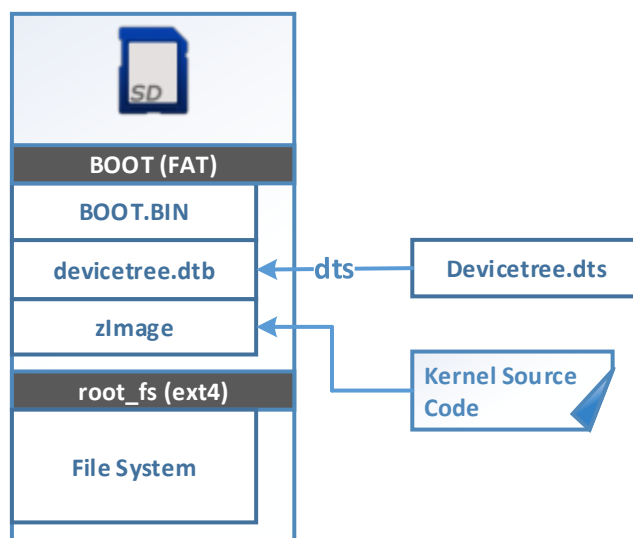 SD
BOOT (FAT)
BOOT.BIN
devicetree.dtb
dts
Devicetree.dts
zImage
Kernel Source
Code
root_fs (ext4)
File System